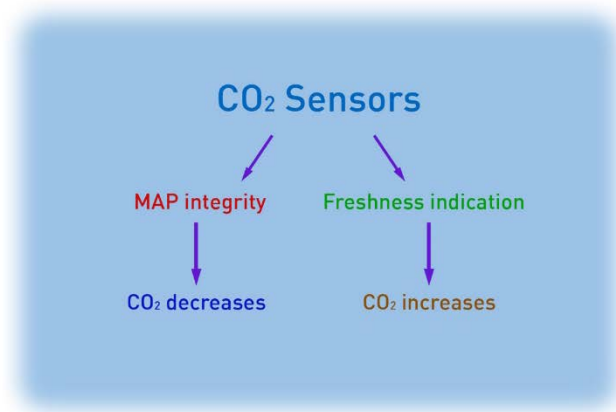 CO₂ Sensors
MAP integrity
Freshness indication
CO₂ decreases
CO₂ increases